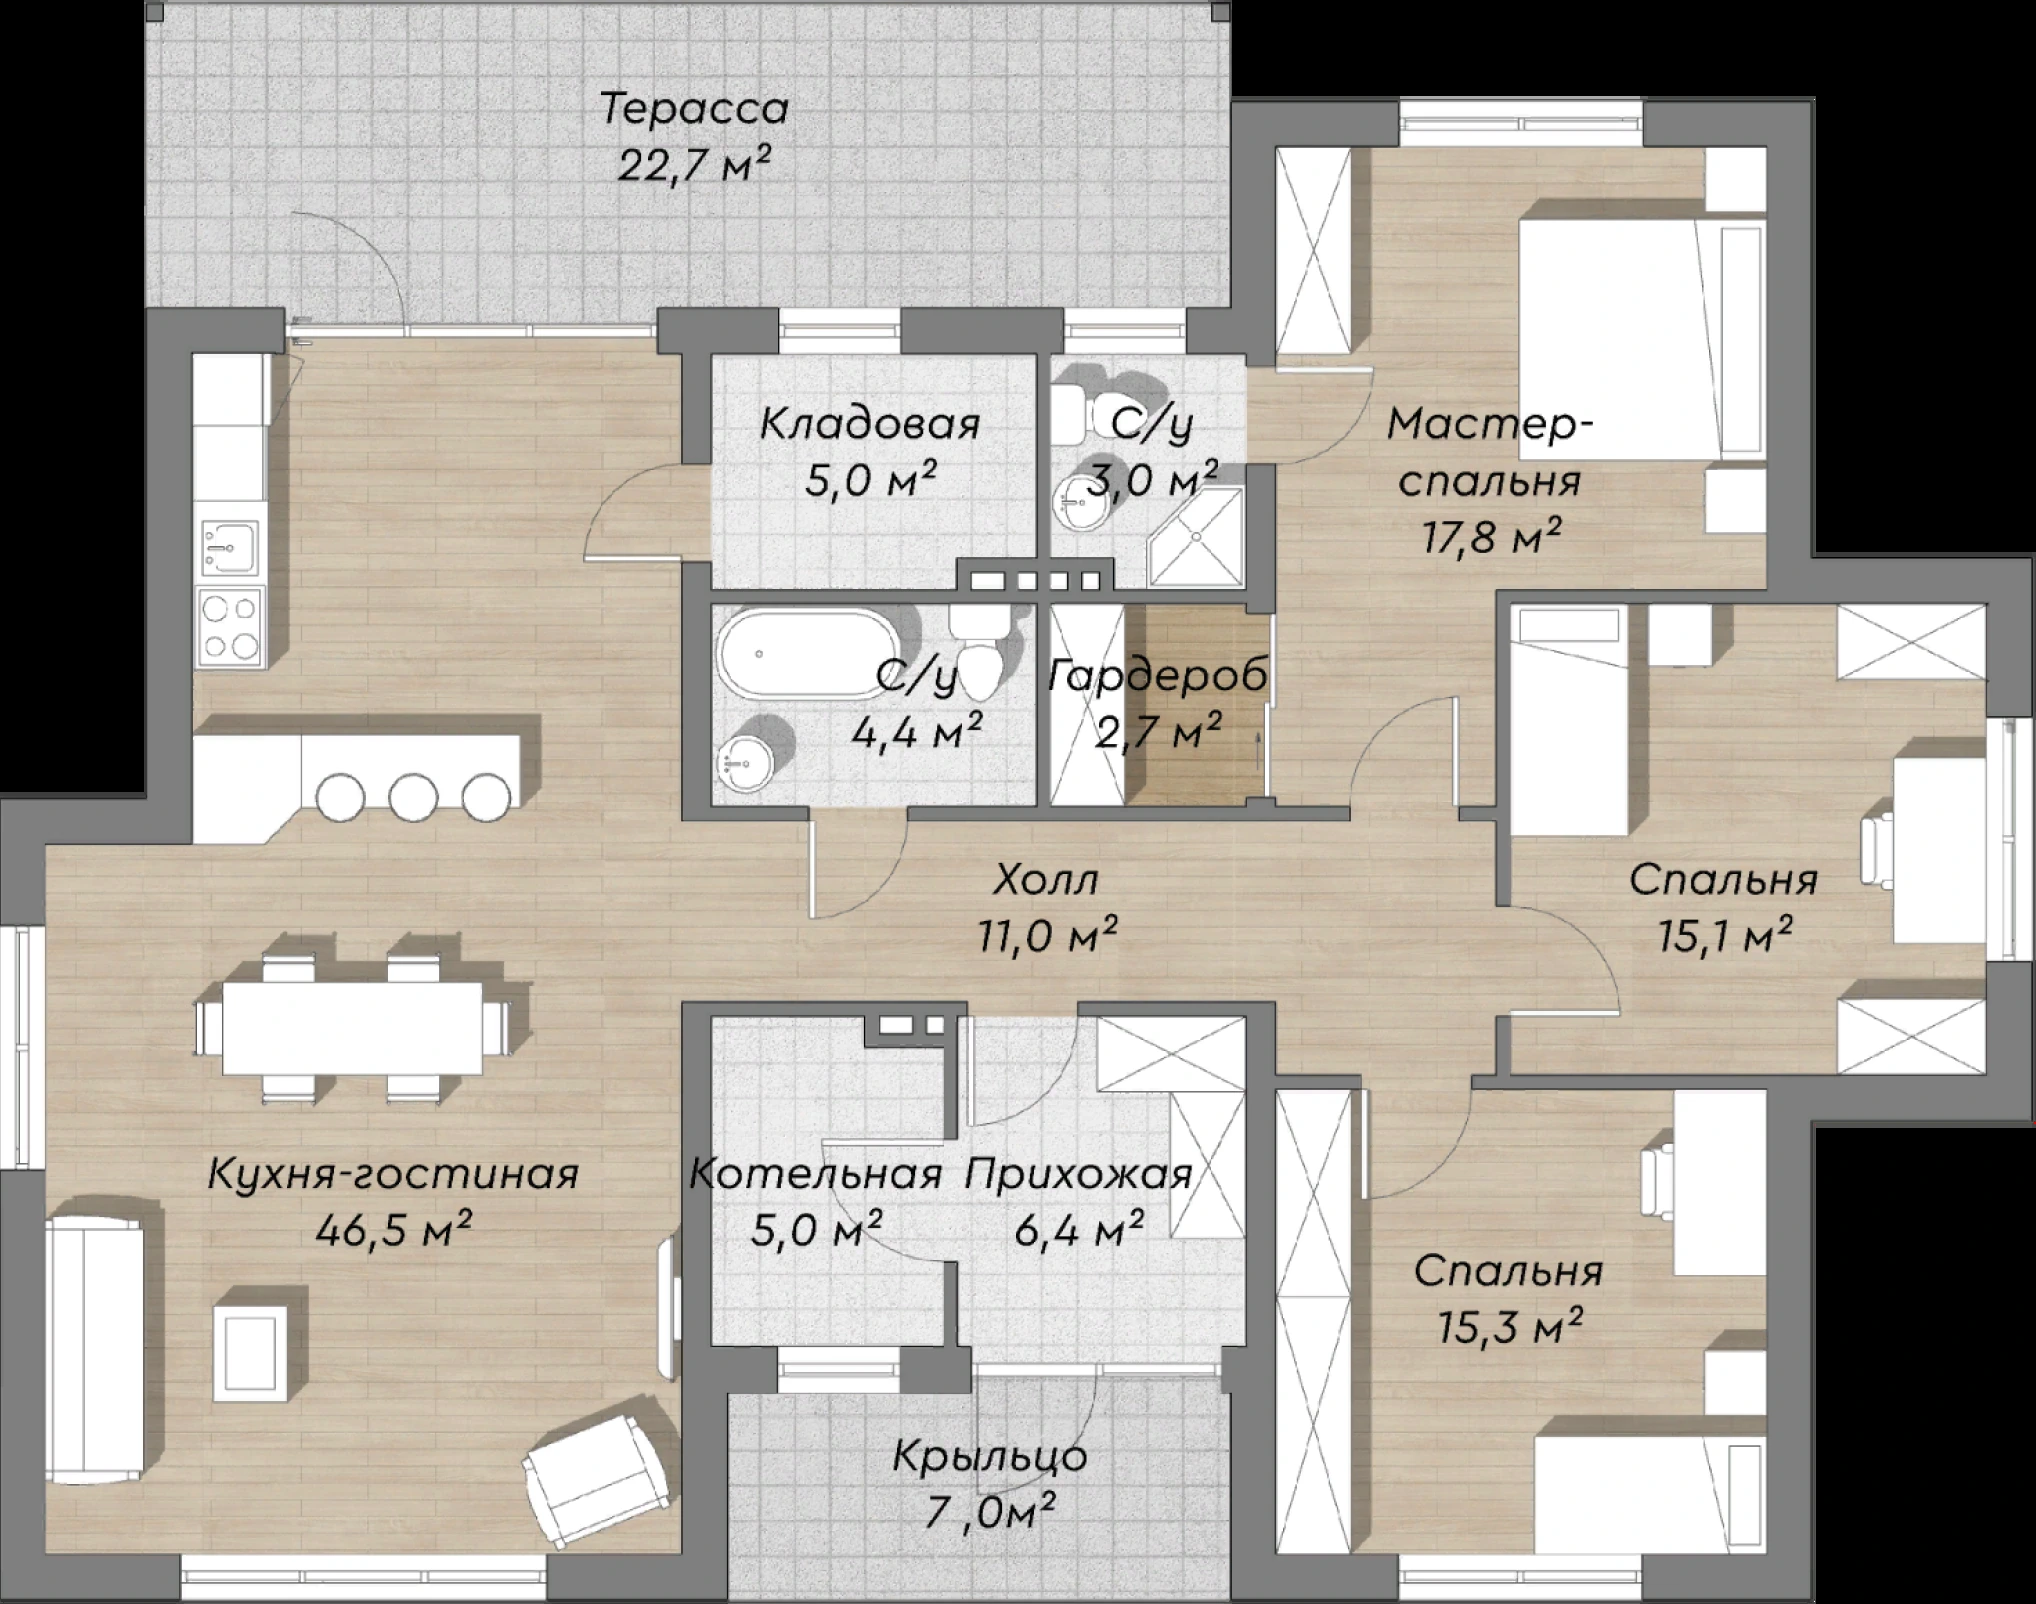 Терасса
22,7 м²
Кладовая
5,0 м²
С/у
3,0 м²
Мастер-
спальня
17,8 м²
С/у
4,4 м²
Гардероб
2,7 м²
Холл
11,0 м²
Спальня
15,1 м²
Кухня-гостиная
46,5 м²
Котельная
5,0 м²
Прихожая
6,4 м²
Спальня
15,3 м²
Крыльцо
7 ,0м²